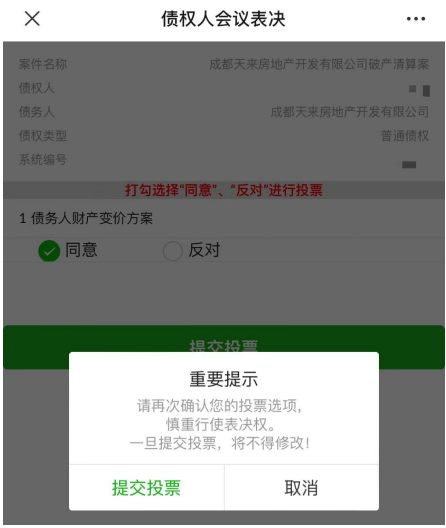 债权人会议表决
案件名称 成都天来房地产开发有限公司破产清算案
债权人
债务人 成都天来房地产开发有限公司
债权类型 普通债权
系统编号
打勾选择“同意”、“反对”进行投票
1 债务人财产变价方案
同意 反对
提交投票
重要提示
请再次确认您的投票选项，
慎重行使表决权。
一旦提交投票，将不得修改！
提交投票 取消